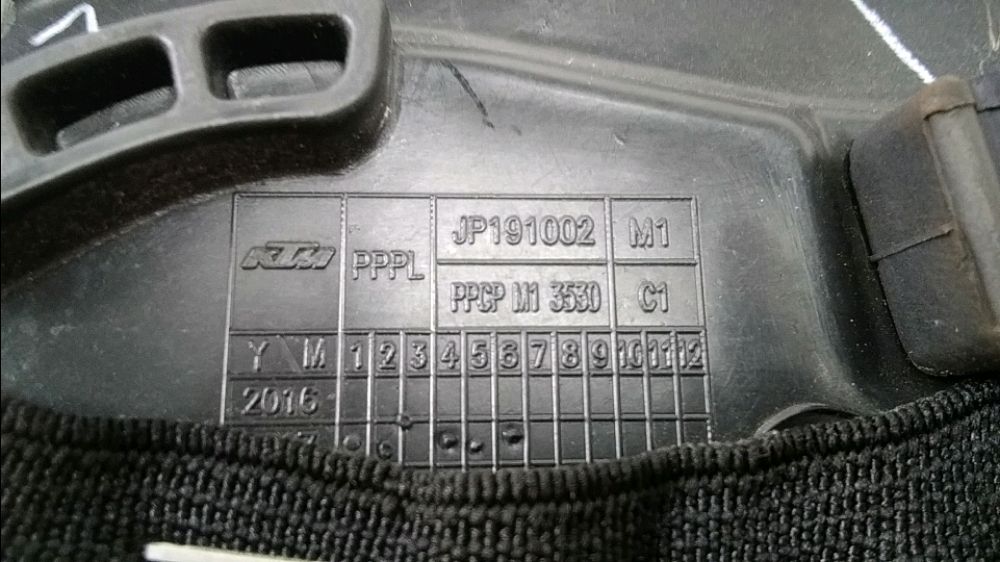 KTM PPPL JP191002 M1
PPCP M1 3530 C1
Y M 1 2 3 4 5 6 7 8 9 10 11 12
2016